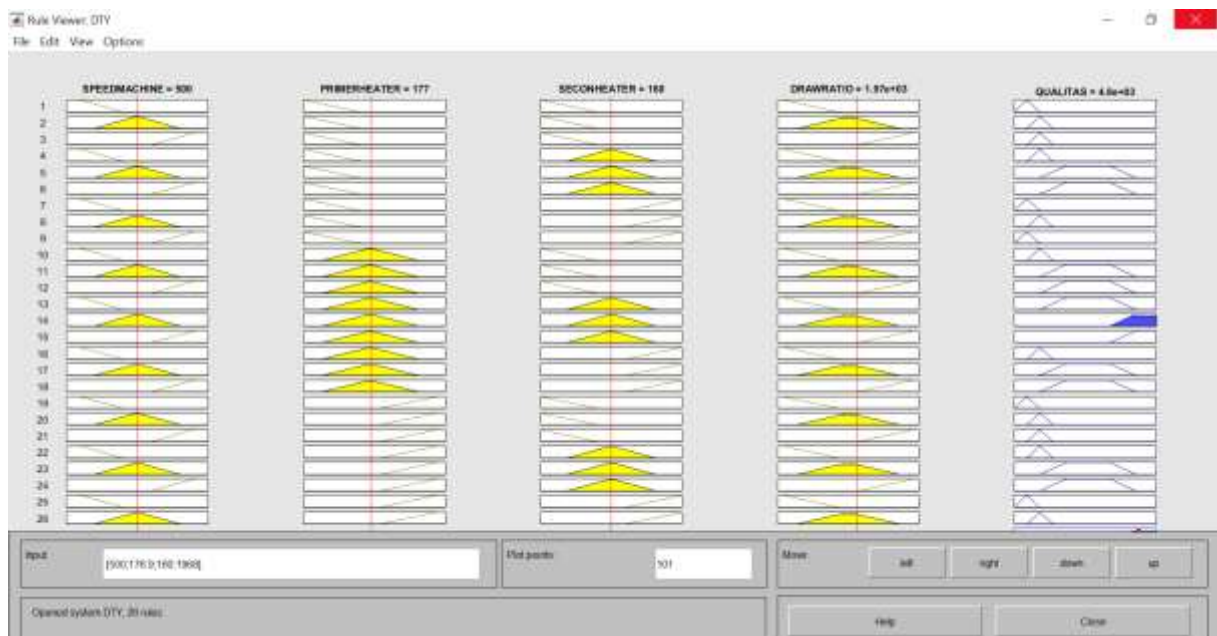 Rule Viewer: DTY
File Edit View Options
SPEEDMACHINE = 500
PRIMERHEATER = 177
SECONHEATER = 160
DRAWRATIO = 1.97e+03
QUALITAS = 4.8e+03
1
2
3
4
5
6
7
8
9
10
11
12
13
14
15
16
17
18
19
20
21
22
23
24
25
26
Input:
[500;176.9;160;1968]
Plot points:
101
Move:
left
right
down
up
Opened system DTY, 26 rules
Help
Close